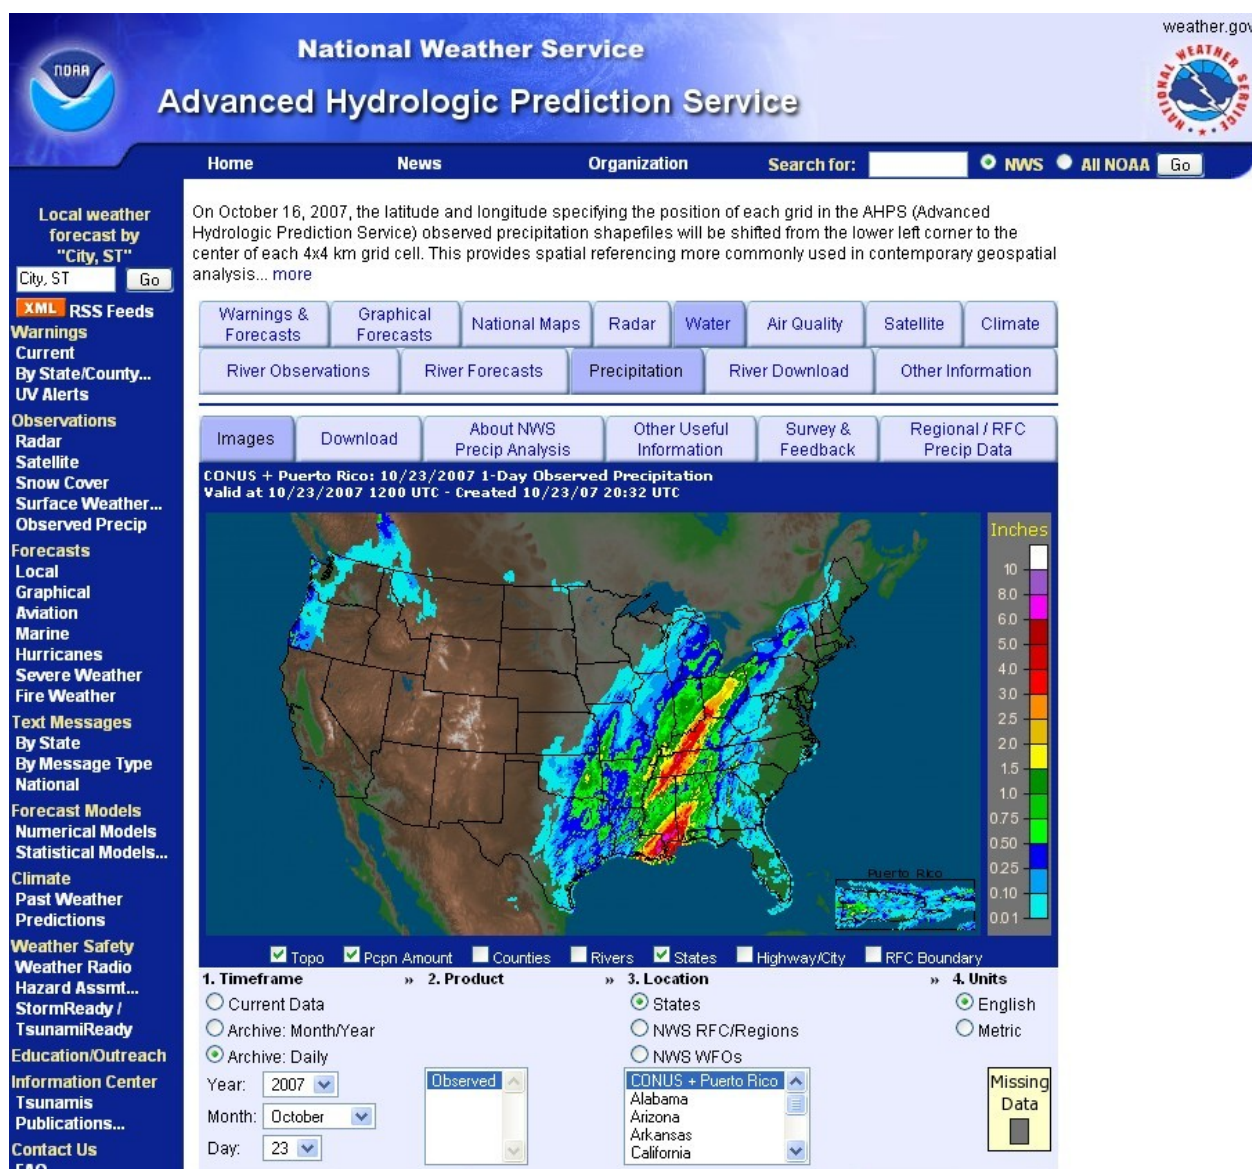 weather.gov
NOAA
National Weather Service
Advanced Hydrologic Prediction Service
NATIONAL WEATHER SERVICE
Home News Organization Search for: NWS All NOAA Go
Local weather
forecast by
"City, ST"
City, ST Go
XML RSS Feeds
Warnings
Current
By State/County...
UV Alerts
Observations
Radar
Satellite
Snow Cover
Surface Weather...
Observed Precip
Forecasts
Local
Graphical
Aviation
Marine
Hurricanes
Severe Weather
Fire Weather
Text Messages
By State
By Message Type
National
Forecast Models
Numerical Models
Statistical Models...
Climate
Past Weather
Predictions
Weather Safety
Weather Radio
Hazard Assmt...
StormReady /
TsunamiReady
Education/Outreach
Information Center
Tsunamis
Publications...
Contact Us
FAQ
On October 16, 2007, the latitude and longitude specifying the position of each grid in the AHPS (Advanced
Hydrologic Prediction Service) observed precipitation shapefiles will be shifted from the lower left corner to the
center of each 4x4 km grid cell. This provides spatial referencing more commonly used in contemporary geospatial
analysis... more
Warnings & Forecasts Graphical Forecasts National Maps Radar Water Air Quality Satellite Climate
River Observations River Forecasts Precipitation River Download Other Information
Images Download About NWS Precip Analysis Other Useful Information Survey & Feedback Regional / RFC Precip Data
CONUS + Puerto Rico: 10/23/2007 1-Day Observed Precipitation
Valid at 10/23/2007 1200 UTC - Created 10/23/07 20:32 UTC
Inches
10
8.0
6.0
5.0
4.0
3.0
2.5
2.0
1.5
1.0
0.75
0.50
0.25
0.10
0.01
Puerto Rico
Topo Pcpn Amount Counties Rivers States Highway/City RFC Boundary
1. Timeframe » 2. Product » 3. Location » 4. Units
Current Data States English
Archive: Month/Year NWS RFC/Regions Metric
Archive: Daily NWS WFOs
Year: 2007
Month: October
Day: 23
Observed
CONUS + Puerto Rico
Alabama
Arizona
Arkansas
California
Missing
Data